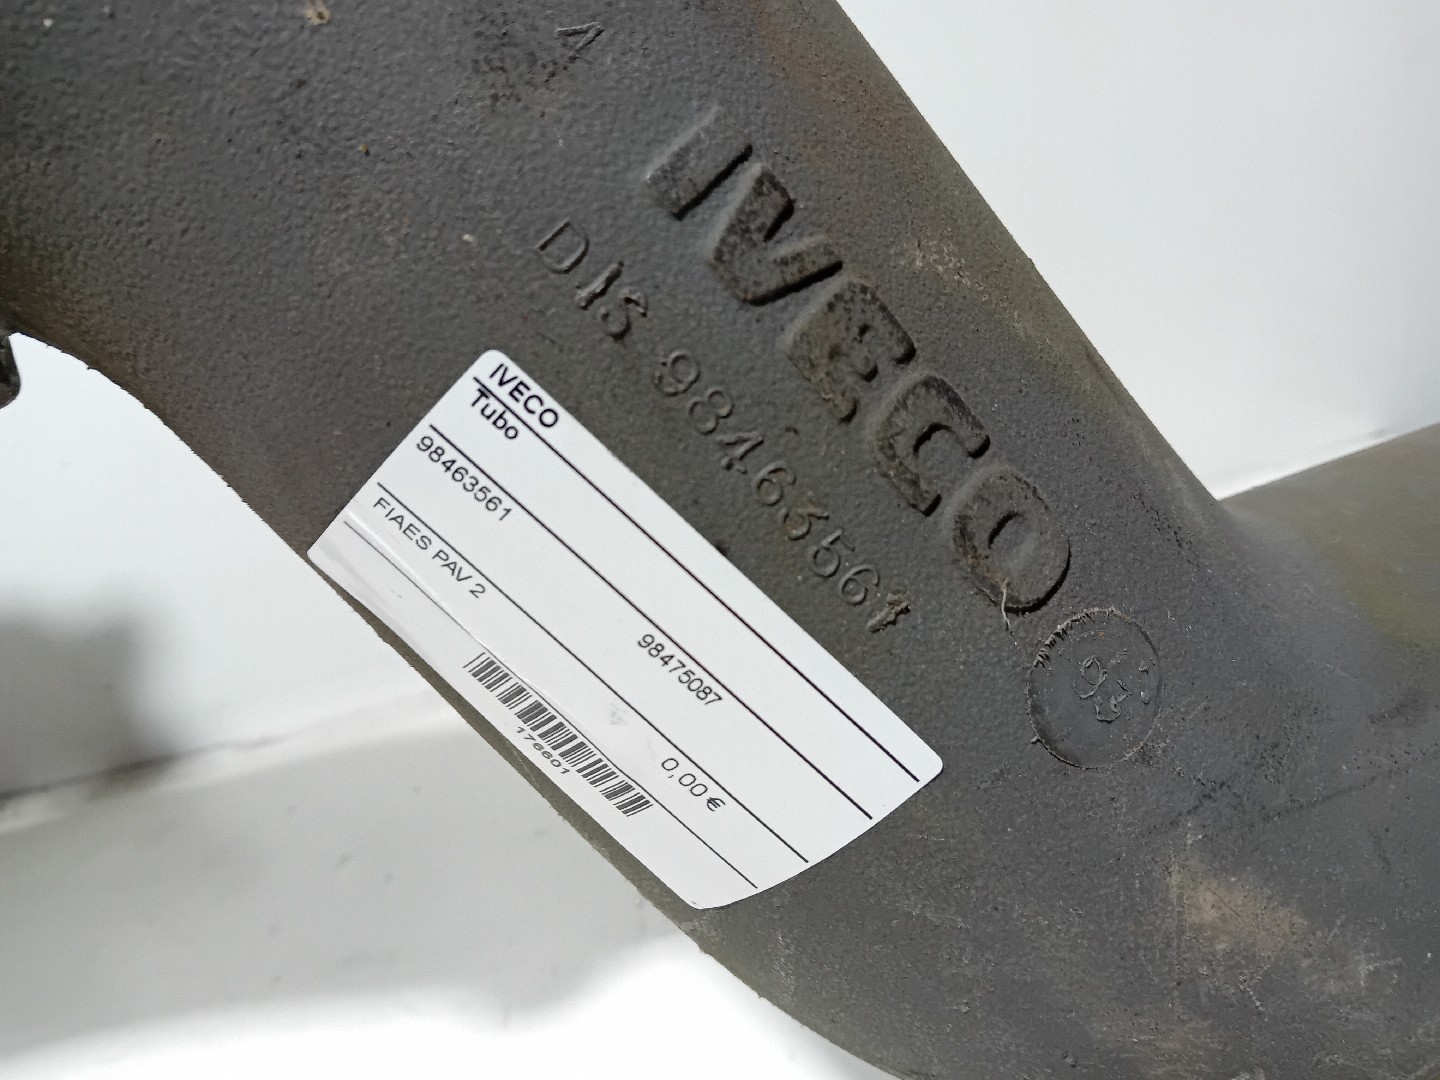 A
IVECO
DIS 98463561
IVECO
Tubo
98463561
98475087
FIAES PAV 2
0,00€
176601